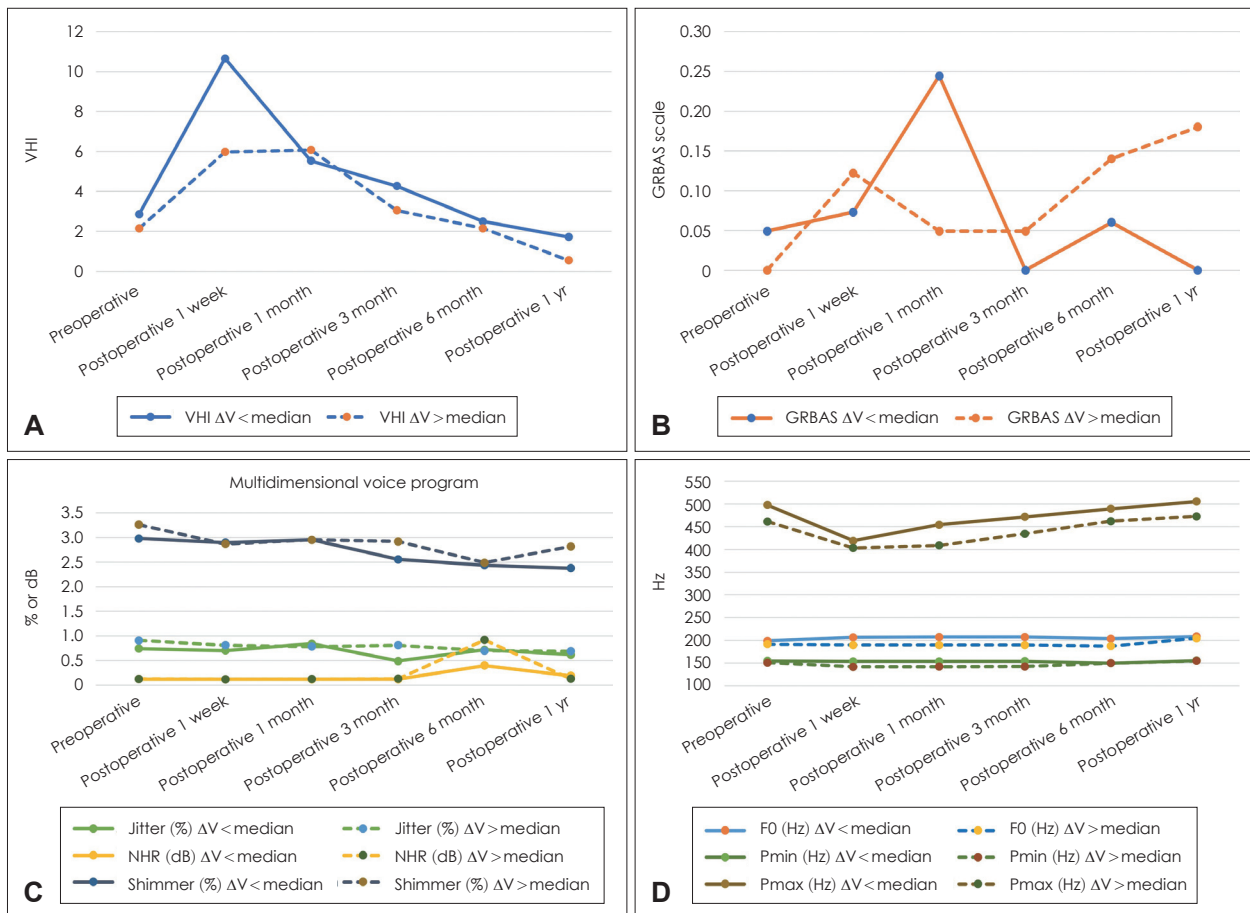 12
10
8
6
4
2
0
VHI
Preoperative
Postoperative 1 week
Postoperative 1 month
Postoperative 3 month
Postoperative 6 month
Postoperative 1 yr
VHI ΔV<median
VHI ΔV>median
A
0.30
0.25
0.20
0.15
0.10
0.05
0
GRBAS scale
Preoperative
Postoperative 1 week
Postoperative 1 month
Postoperative 3 month
Postoperative 6 month
Postoperative 1 yr
GRBAS ΔV<median
GRBAS ΔV>median
B
Multidimensional voice program
3.5
3.0
2.5
2.0
1.5
1.0
0.5
0
% or dB
Preoperative
Postoperative 1 week
Postoperative 1 month
Postoperative 3 month
Postoperative 6 month
Postoperative 1 yr
Jitter (%) ΔV<median
Jitter (%) ΔV>median
NHR (dB) ΔV<median
NHR (dB) ΔV>median
Shimmer (%) ΔV<median
Shimmer (%) ΔV>median
C
550
500
450
400
350
300
250
200
150
100
Hz
Preoperative
Postoperative 1 week
Postoperative 1 month
Postoperative 3 month
Postoperative 6 month
Postoperative 1 yr
F0 (Hz) ΔV<median
F0 (Hz) ΔV>median
Pmin (Hz) ΔV<median
Pmin (Hz) ΔV>median
Pmax (Hz) ΔV<median
Pmax (Hz) ΔV>median
D